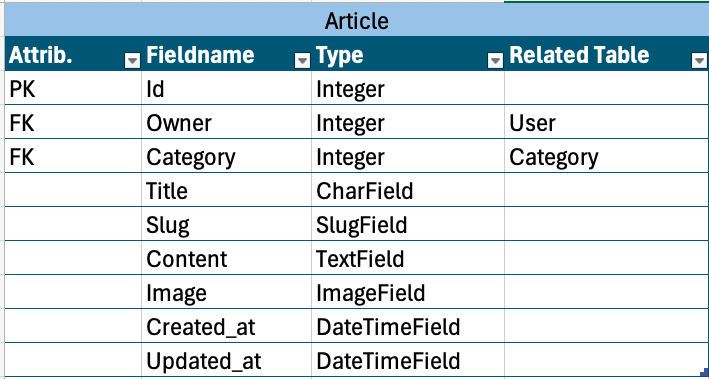 Article
Attrib. Fieldname Type Related Table
PK Id Integer
FK Owner Integer User
FK Category Integer Category
Title CharField
Slug SlugField
Content TextField
Image ImageField
Created_at DateTimeField
Updated_at DateTimeField